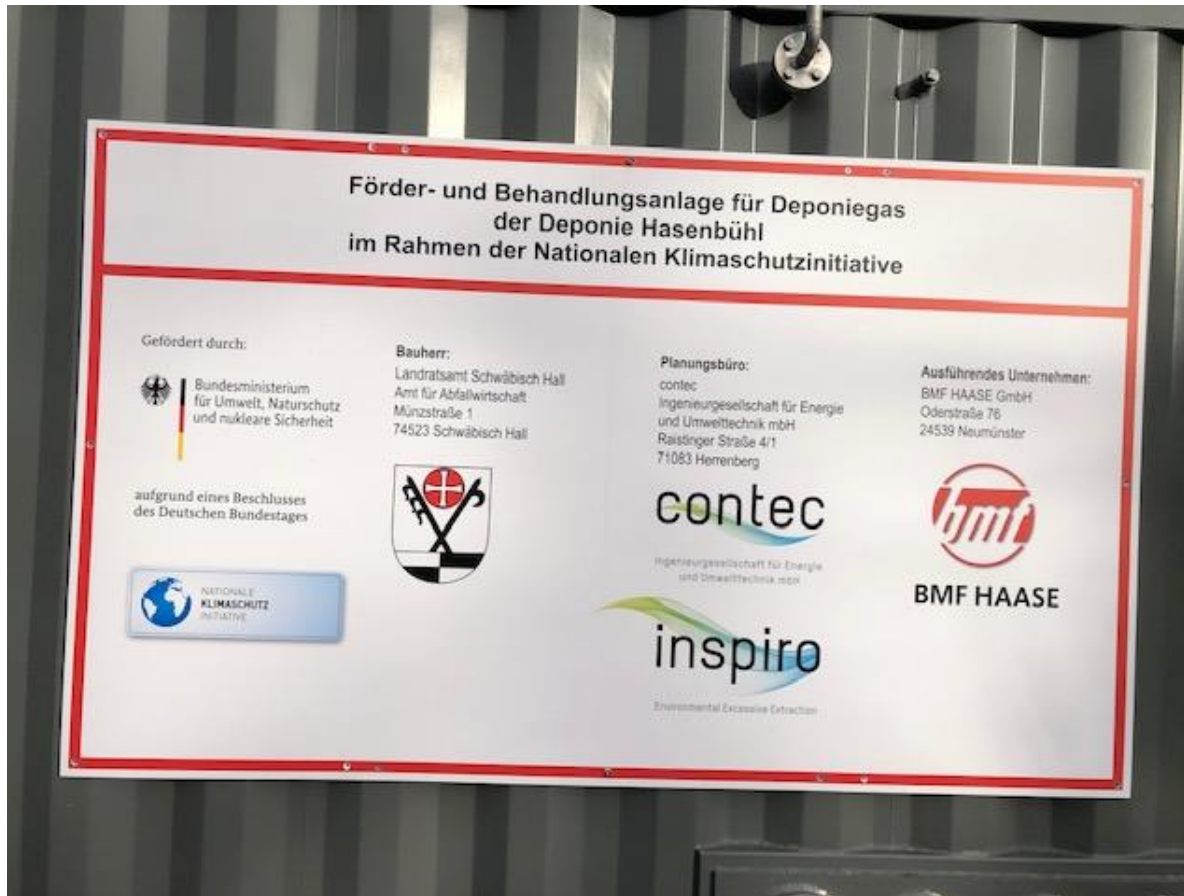 Förder- und Behandlungsanlage für Deponiegas
der Deponie Hasenbühl
im Rahmen der Nationalen Klimaschutzinitiative
Gefördert durch:
Bundesministerium
für Umwelt, Naturschutz
und nukleare Sicherheit
aufgrund eines Beschlusses
des Deutschen Bundestages
NATIONALE
KLIMASCHUTZ
INITIATIVE
Bauherr:
Landratsamt Schwäbisch Hall
Amt für Abfallwirtschaft
Münzstraße 1
74523 Schwäbisch Hall
Planungsbüro:
contec
Ingenieurgesellschaft für Energie
und Umwelttechnik mbH
Raistinger Straße 4/1
71083 Herrenberg
contec
Ingenieurgesellschaft für Energie
und Umwelttechnik mbH
inspiro
Environmental Excessive Extraction
Ausführendes Unternehmen:
BMF HAASE GmbH
Oderstraße 76
24539 Neumünster
bmf
BMF HAASE